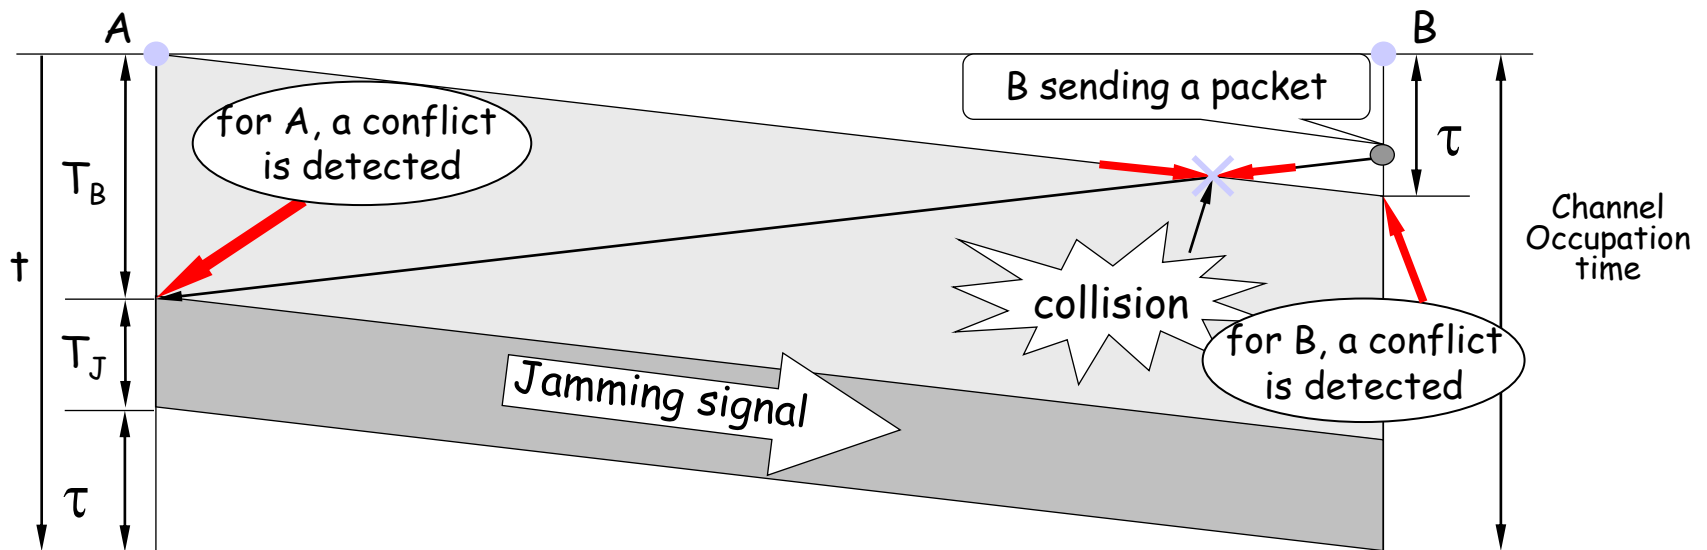 A
B
B sending a packet
for A, a conflict
is detected
τ
T_B
Channel
Occupation
time
t
collision
for B, a conflict
is detected
T_J
Jamming signal
τ